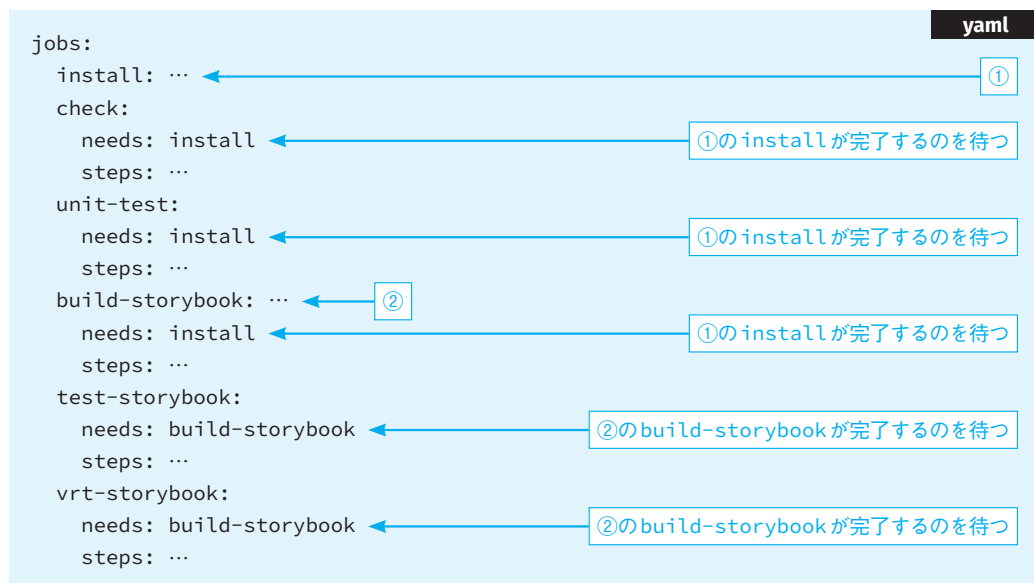 yaml
jobs:
install: … ①
check:
needs: install ①のinstallが完了するのを待つ
steps: …
unit-test:
needs: install ①のinstallが完了するのを待つ
steps: …
build-storybook: … ②
needs: install ①のinstallが完了するのを待つ
steps: …
test-storybook:
needs: build-storybook ②のbuild-storybookが完了するのを待つ
steps: …
vrt-storybook:
needs: build-storybook ②のbuild-storybookが完了するのを待つ
steps: …